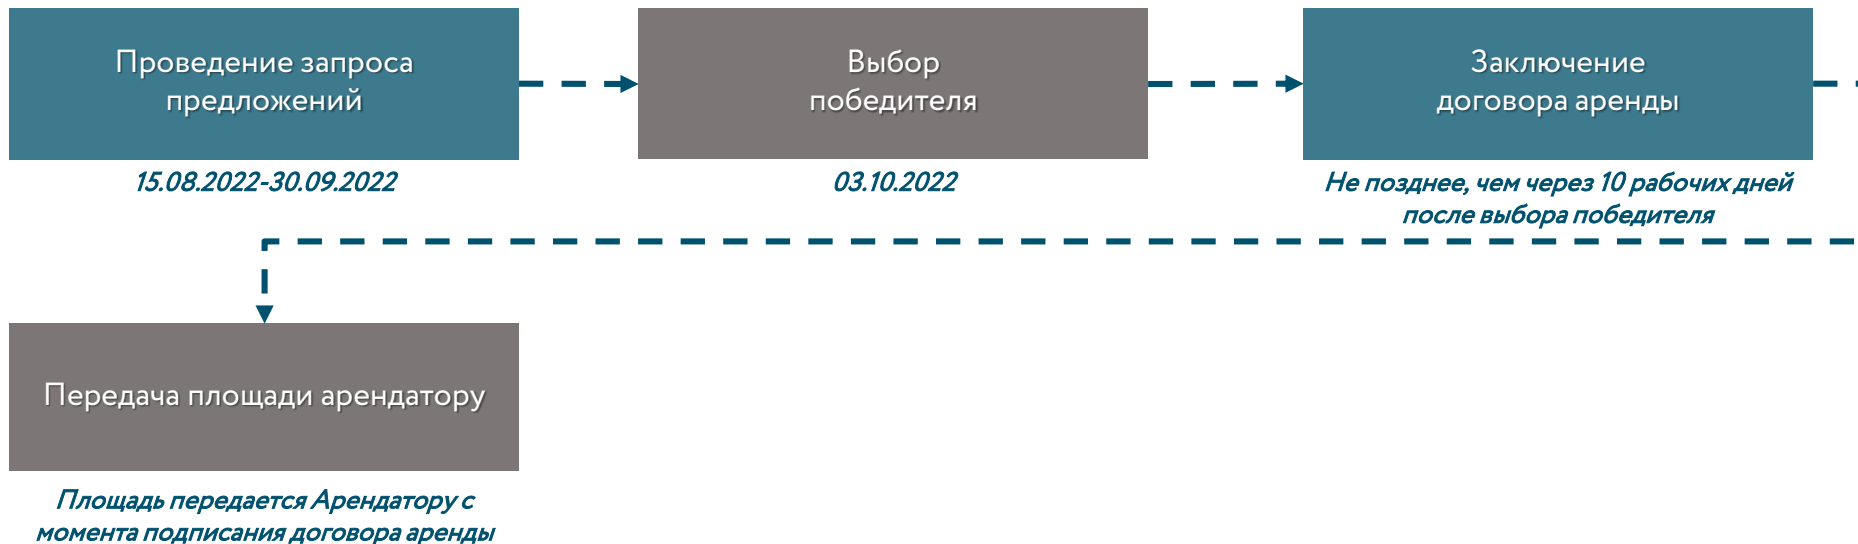 Проведение запроса
предложений
Выбор
победителя
Заключение
договора аренды
15.08.2022-30.09.2022
03.10.2022
Не позднее, чем через 10 рабочих дней
после выбора победителя
Передача площади арендатору
Площадь передается Арендатору с
момента подписания договора аренды